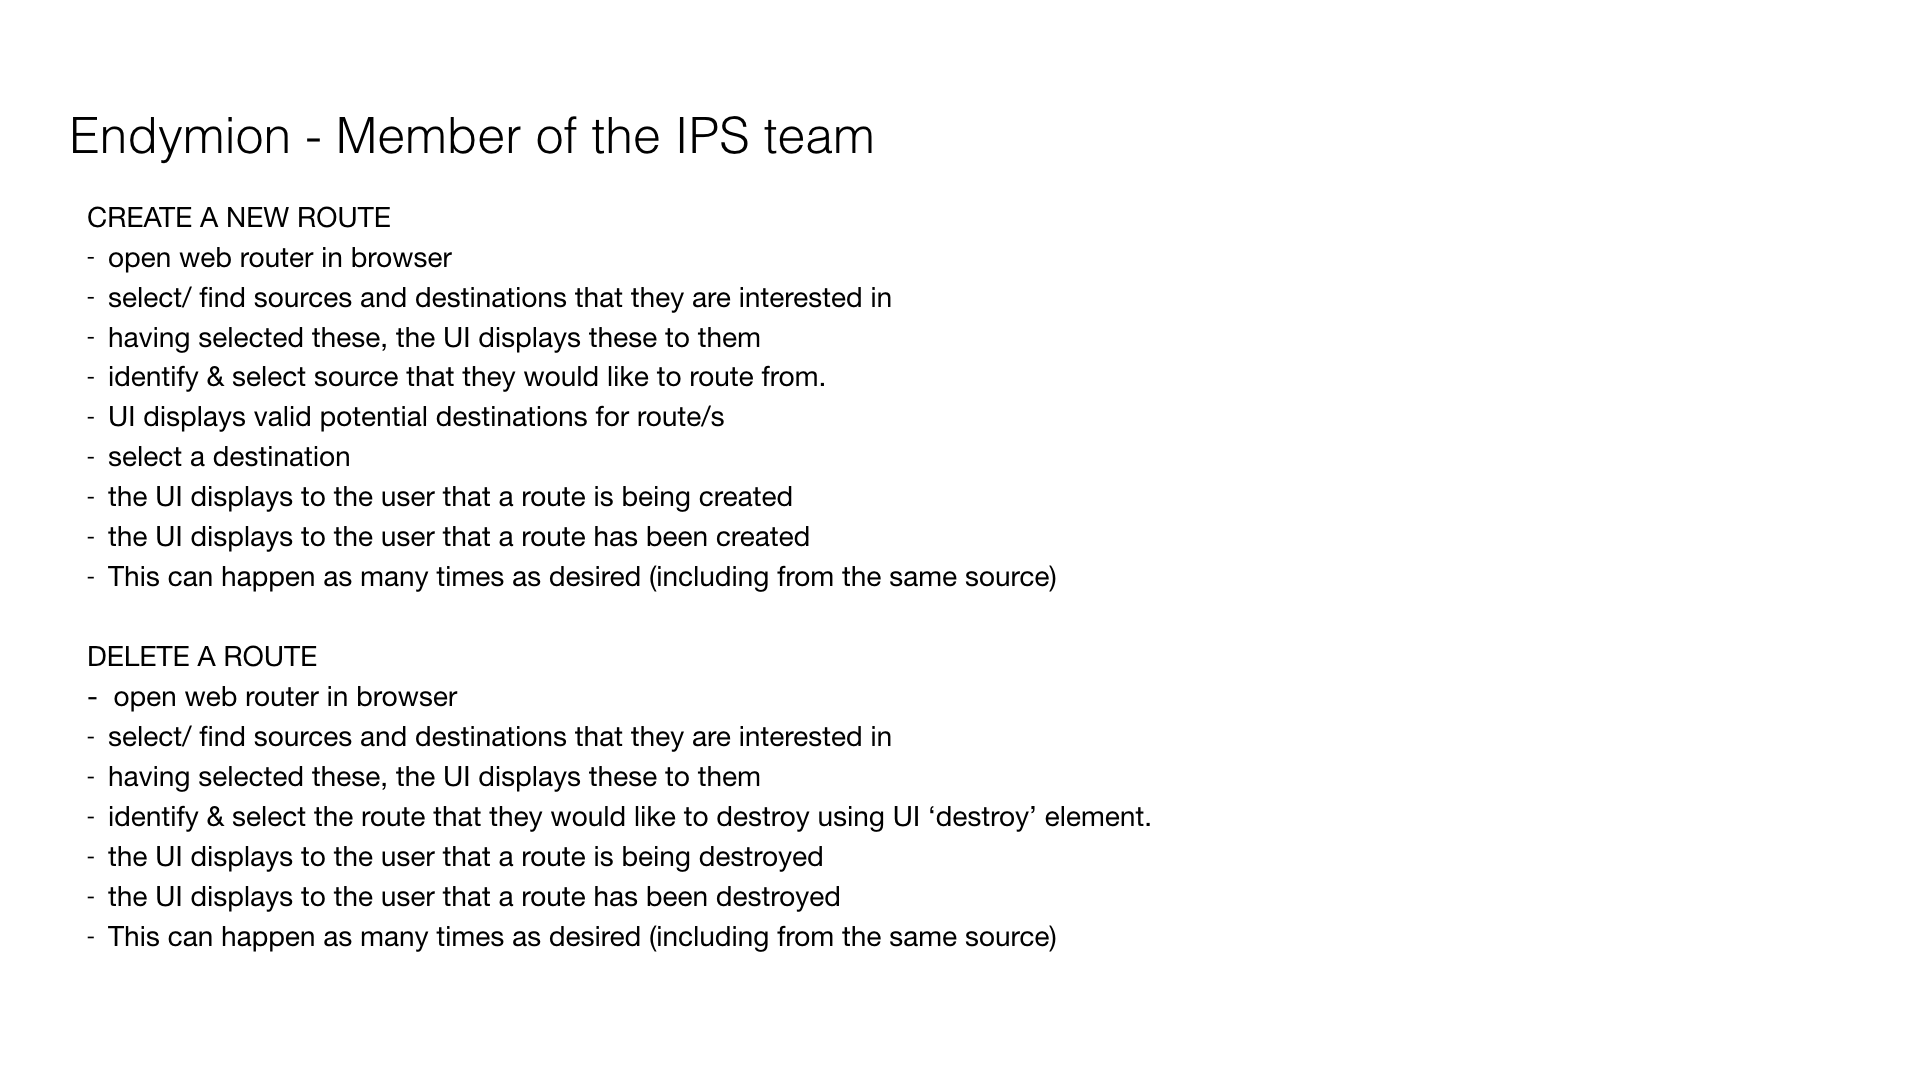 Endymion - Member of the IPS team
CREATE A NEW ROUTE
- open web router in browser
- select/ find sources and destinations that they are interested in
- having selected these, the UI displays these to them
- identify & select source that they would like to route from.
- UI displays valid potential destinations for route/s
- select a destination
- the UI displays to the user that a route is being created
- the UI displays to the user that a route has been created
- This can happen as many times as desired (including from the same source)
DELETE A ROUTE
- open web router in browser
- select/ find sources and destinations that they are interested in
- having selected these, the UI displays these to them
- identify & select the route that they would like to destroy using UI ‘destroy’ element.
- the UI displays to the user that a route is being destroyed
- the UI displays to the user that a route has been destroyed
- This can happen as many times as desired (including from the same source)